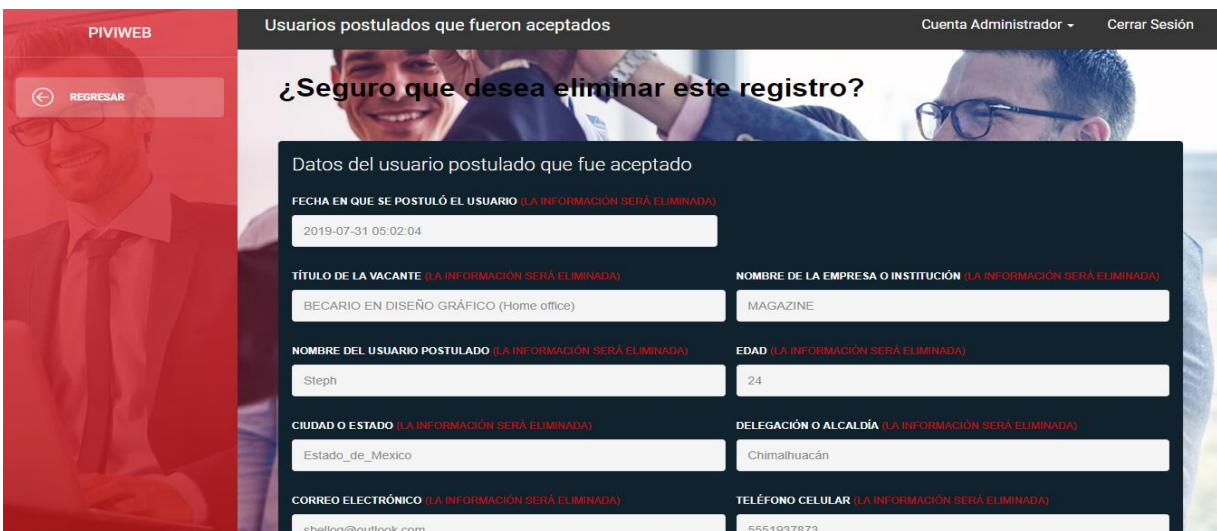 PIVIWEB
Usuarios postulados que fueron aceptados
Cuenta Administrador
Cerrar Sesión
REGRESAR
¿Seguro que desea eliminar este registro?
Datos del usuario postulado que fue aceptado
FECHA EN QUE SE POSTULÓ EL USUARIO (LA INFORMACIÓN SERÁ ELIMINADA)
2019-07-31 05:02:04
TÍTULO DE LA VACANTE (LA INFORMACIÓN SERÁ ELIMINADA)
NOMBRE DE LA EMPRESA O INSTITUCIÓN (LA INFORMACIÓN SERÁ ELIMINADA)
BECARIO EN DISEÑO GRÁFICO (Home office)
MAGAZINE
NOMBRE DEL USUARIO POSTULADO (LA INFORMACIÓN SERÁ ELIMINADA)
EDAD (LA INFORMACIÓN SERÁ ELIMINADA)
Steph
24
CIUDAD O ESTADO (LA INFORMACIÓN SERÁ ELIMINADA)
DELEGACIÓN O ALCALDÍA (LA INFORMACIÓN SERÁ ELIMINADA)
Estado_de_Mexico
Chimalhuacán
CORREO ELECTRÓNICO (LA INFORMACIÓN SERÁ ELIMINADA)
TELÉFONO CELULAR (LA INFORMACIÓN SERÁ ELIMINADA)
5551937873